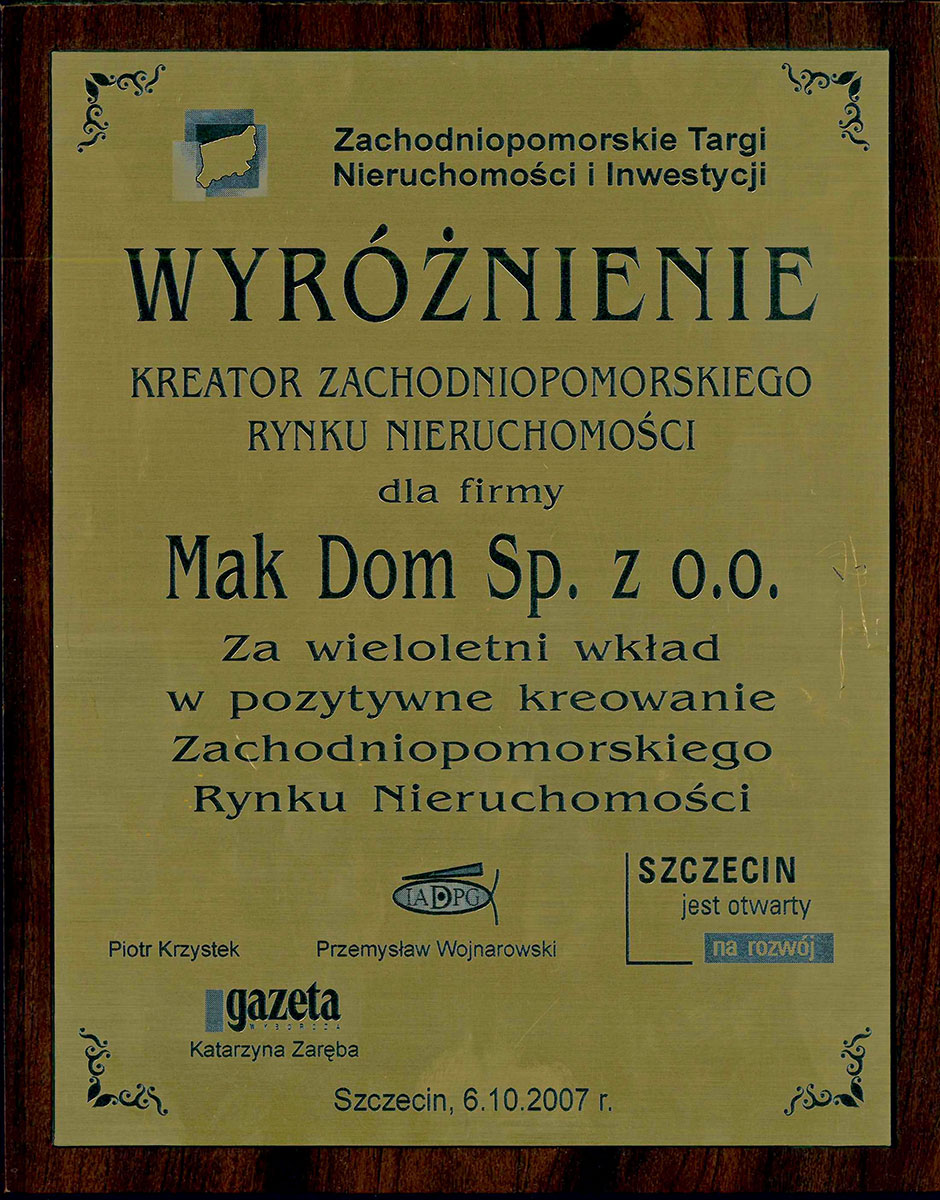 Zachodniopomorskie Targi
Nieruchomości i Inwestycji
WYRÓŻNIENIE
KREATOR ZACHODNIOPOMORSKIEGO
RYNKU NIERUCHOMOŚCI
dla firmy
Mak Dom Sp. z o.o.
Za wieloletni wkład
w pozytywne kreowanie
Zachodniopomorskiego
Rynku Nieruchomości
IADPG
SZCZECIN
jest otwarty
na rozwój
Piotr Krzystek
Przemysław Wojnarowski
gazeta
WYBORCZA
Katarzyna Zaręba
Szczecin, 6.10.2007 r.